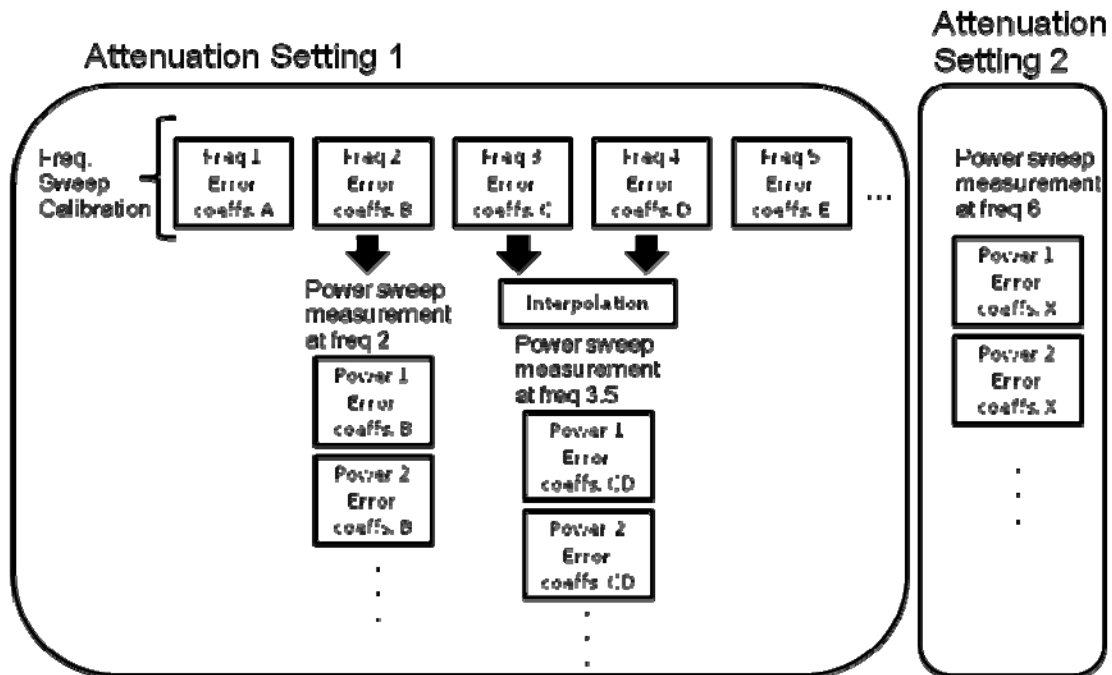 Attenuation Setting 1
Attenuation
Setting 2
Freq.
Sweep
Calibration
Freq 1
Error
coeffs. A
Freq 2
Error
coeffs. B
Freq 3
Error
coeffs. C
Freq 4
Error
coeffs. D
Freq 5
Error
coeffs. E
...
Power sweep
measurement
at freq 2
Power 1
Error
coeffs. B
Power 2
Error
coeffs. B
Interpolation
Power sweep
measurement
at freq 3.5
Power 1
Error
coeffs. CD
Power 2
Error
coeffs. CD
Power sweep
measurement
at freq 6
Power 1
Error
coeffs. X
Power 2
Error
coeffs. X